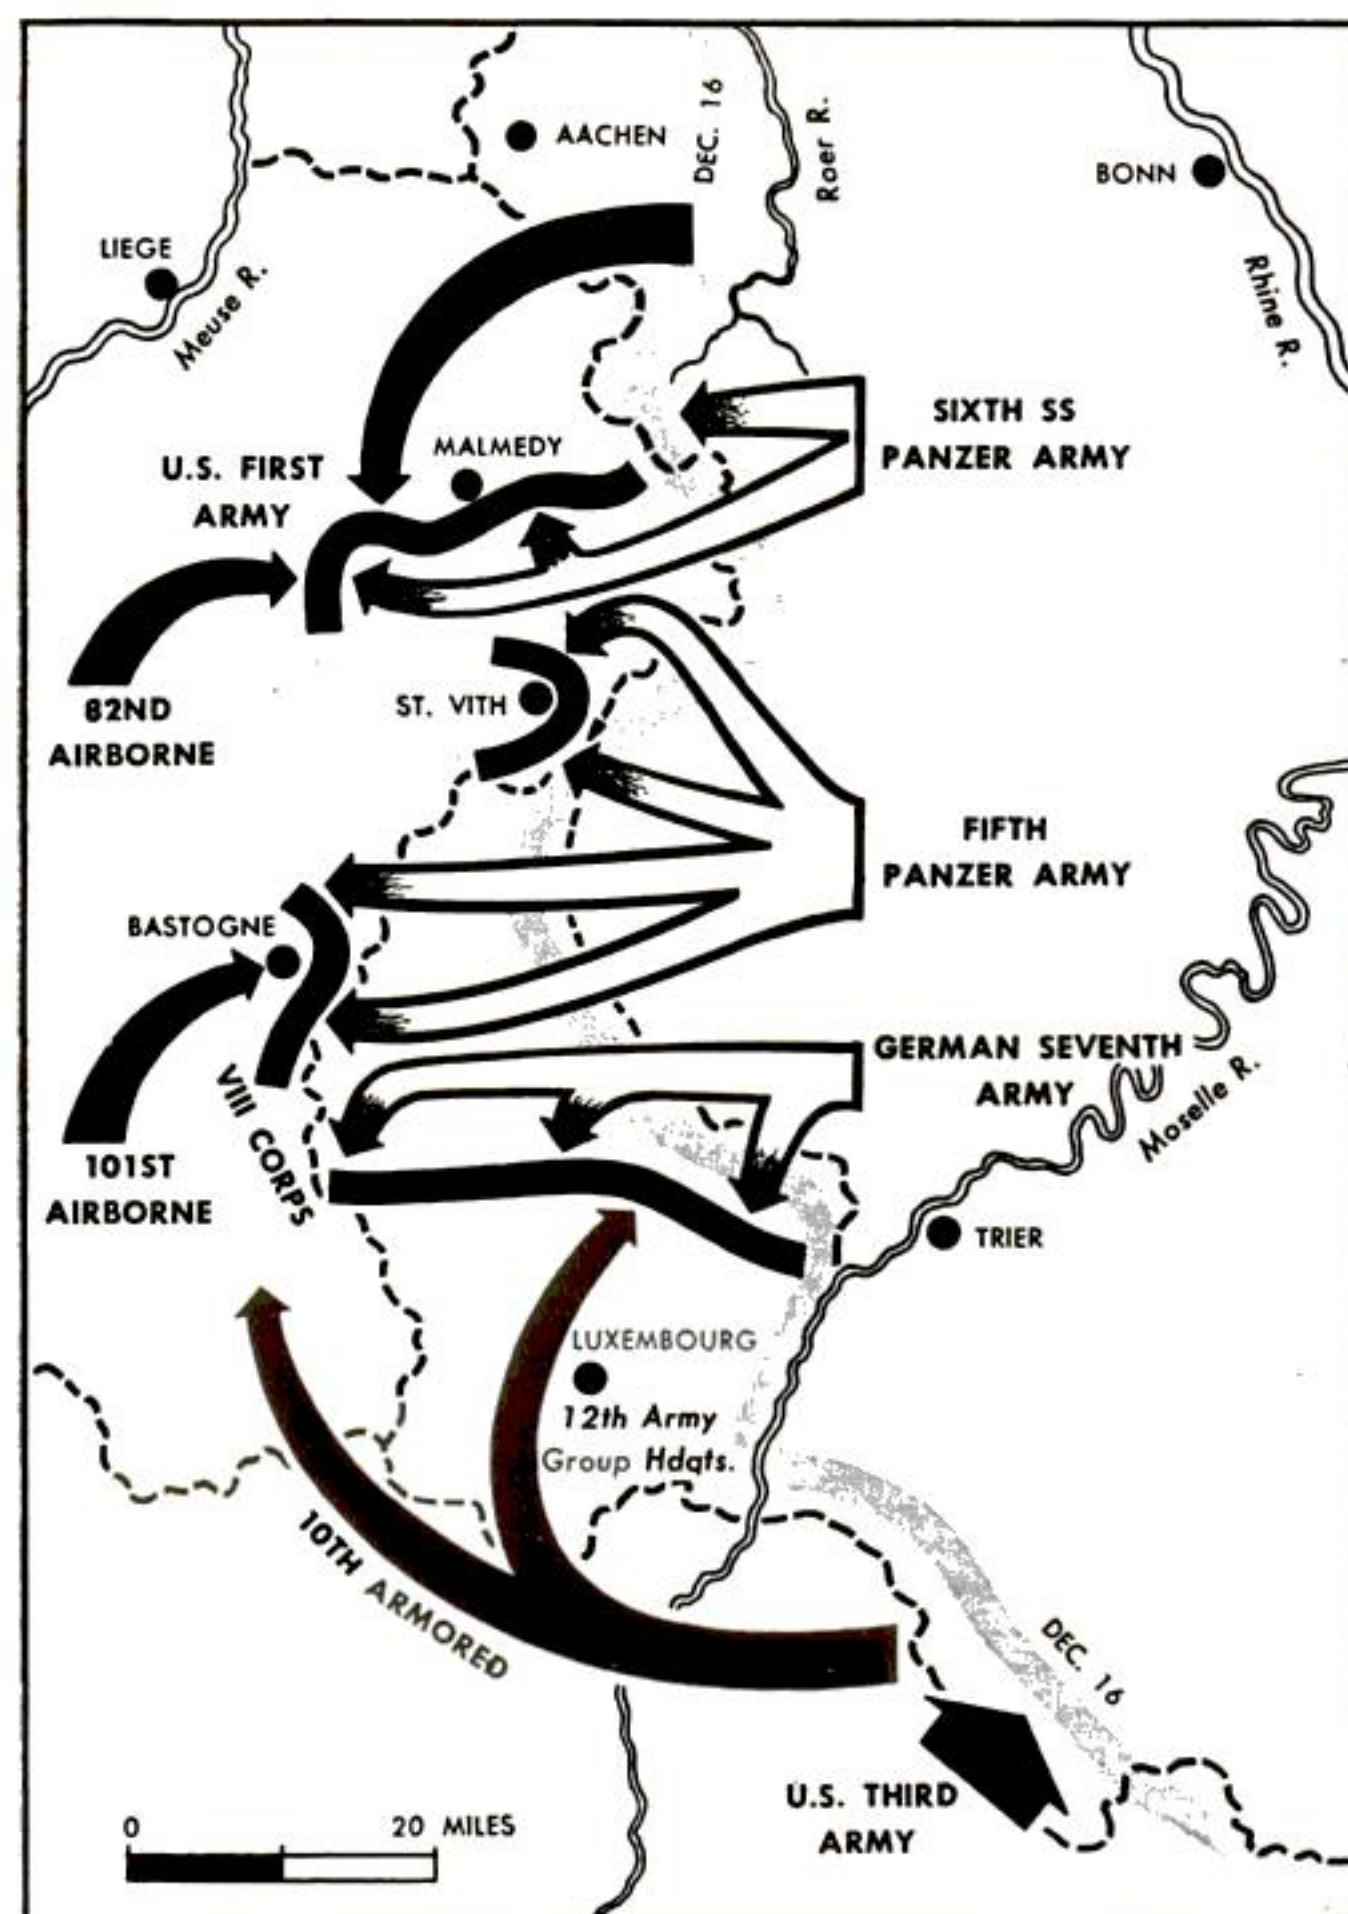 DEC. 16
Roer R.
AACHEN
BONN
LIEGE
Meuse R.
Rhine R.
SIXTH SS
PANZER ARMY
MALMEDY
U.S. FIRST
ARMY
82ND
AIRBORNE
ST. VITH
FIFTH
PANZER ARMY
BASTOGNE
GERMAN SEVENTH
ARMY
Moselle R.
VIII CORPS
101ST
AIRBORNE
TRIER
LUXEMBOURG
12th Army
Group Hdqts.
10TH ARMORED
DEC. 16
U.S. THIRD
ARMY
0 20 MILES